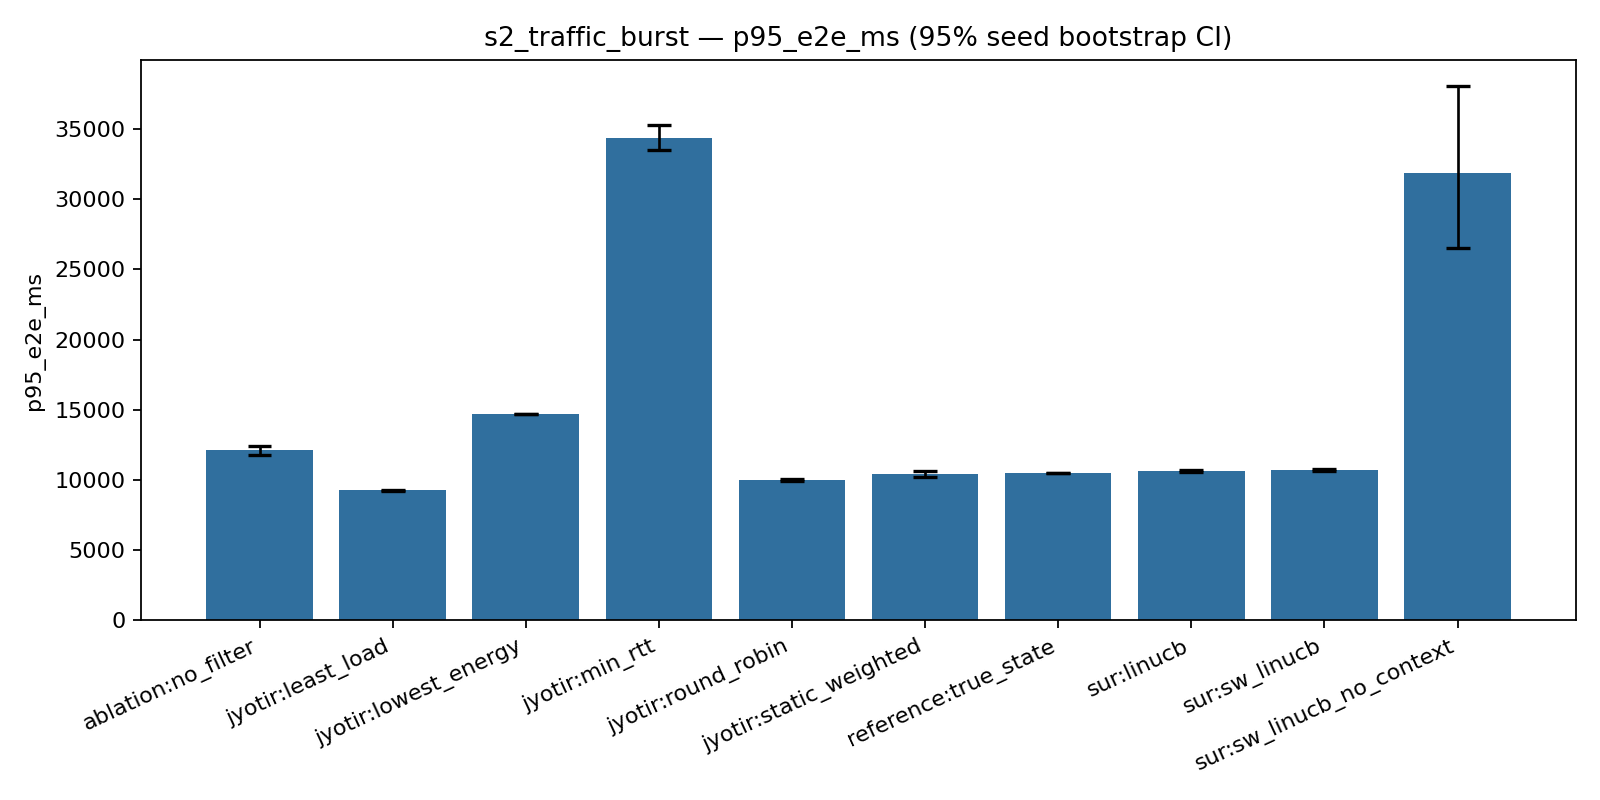 s2_traffic_burst — p95_e2e_ms (95% seed bootstrap CI)
p95_e2e_ms
35000
30000
25000
20000
15000
10000
5000
0
ablation:no_filter
jyotir:least_load
jyotir:lowest_energy
jyotir:min_rtt
jyotir:round_robin
jyotir:static_weighted
reference:true_state
sur:linucb
sur:sw_linucb
sur:sw_linucb_no_context